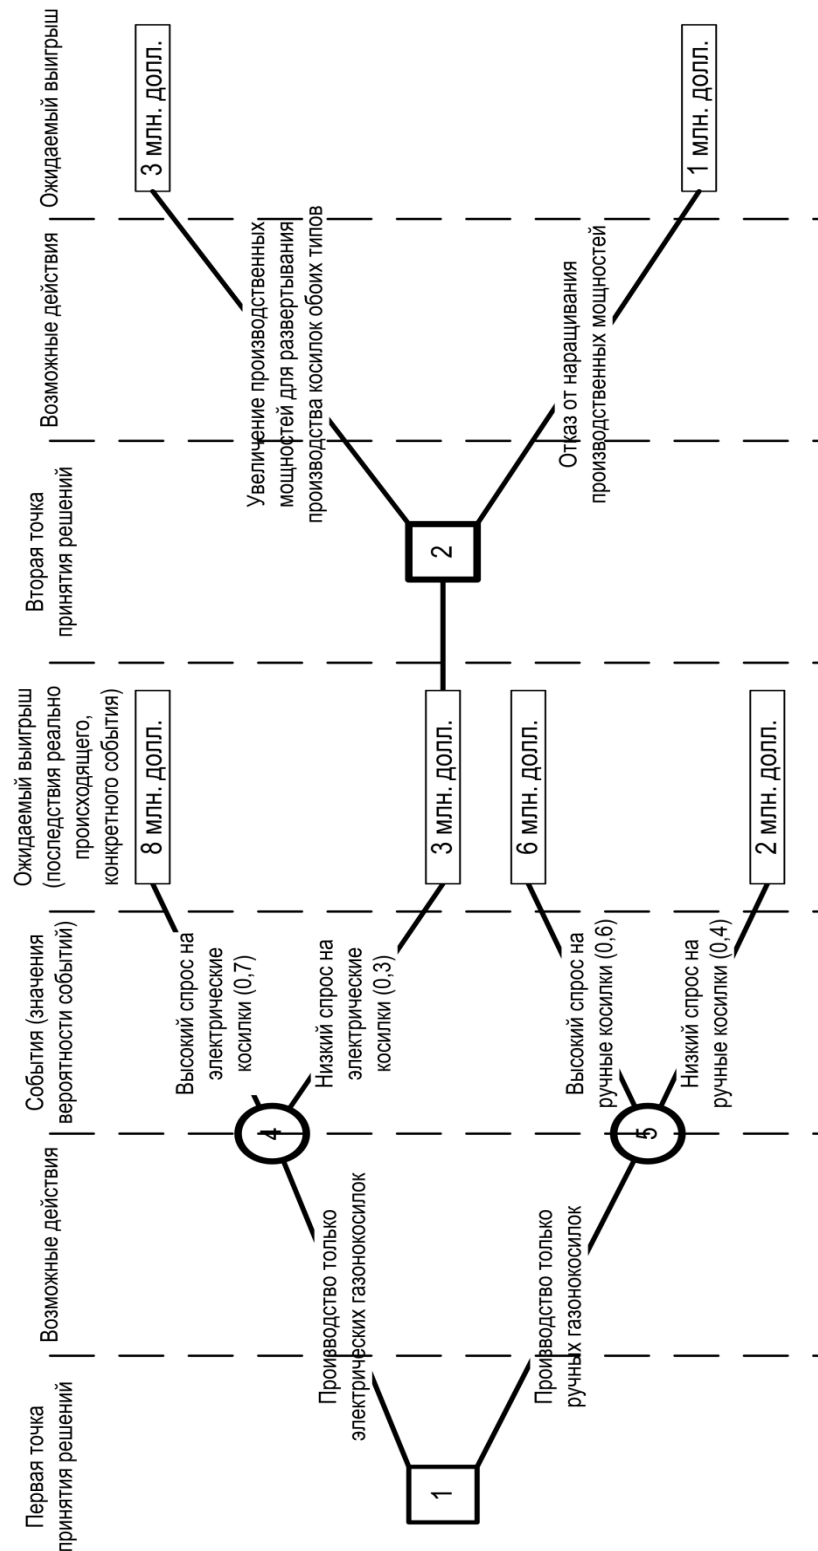 Первая точка
принятия решений
Возможные действия
События (значения
вероятности событий)
Ожидаемый выигрыш
(последствия реально
происходящего,
конкретного события)
Вторая точка
принятия решений
Возможные действия
Ожидаемый выигрыш
1
Производство только
электрических газонокосилок
Производство только
ручных газонокосилок
4
5
Высокий спрос на
электрические
косилки (0,7)
Низкий спрос на
электрические
косилки (0,3)
Высокий спрос на
ручные косилки (0,6)
Низкий спрос на
ручные косилки (0,4)
8 млн. долл.
3 млн. долл.
6 млн. долл.
2 млн. долл.
2
Увеличение производственных
мощностей для развертывания
производства косилок обоих типов
Отказ от наращивания
производственных мощностей
3 млн. долл.
1 млн. долл.